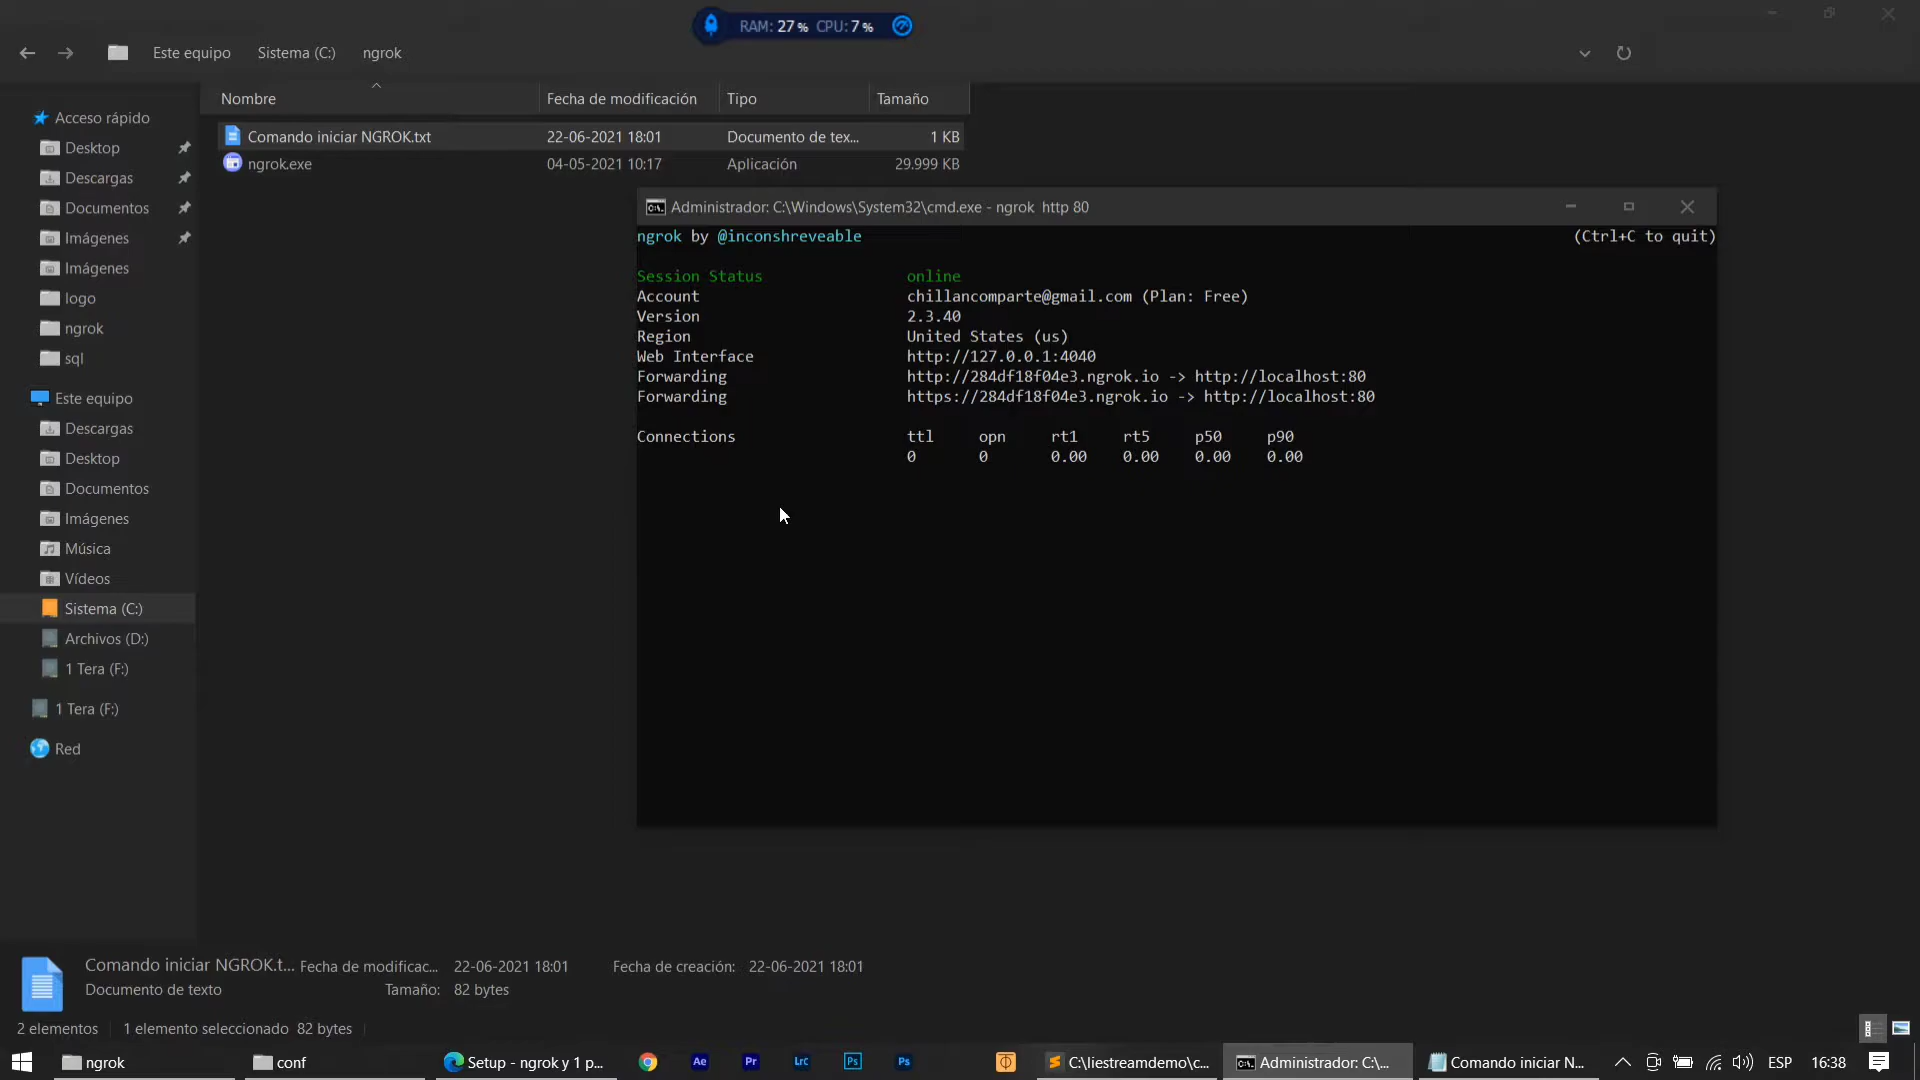 RAM: 27 % CPU: 7 %
Este equipo Sistema (C:) ngrok
Nombre Fecha de modificación Tipo Tamaño
Comando iniciar NGROK.txt 22-06-2021 18:01 Documento de tex... 1 KB
ngrok.exe 04-05-2021 10:17 Aplicación 29.999 KB
Acceso rápido
Desktop
Descargas
Documentos
Imágenes
Imágenes
logo
ngrok
sql
Este equipo
Descargas
Desktop
Documentos
Imágenes
Música
Vídeos
Sistema (C:)
Archivos (D:)
1 Tera (F:)
1 Tera (F:)
Red
Administrador: C:\Windows\System32\cmd.exe - ngrok http 80
ngrok by @inconshreveable (Ctrl+C to quit)
Session Status online
Account chillancomparte@gmail.com (Plan: Free)
Version 2.3.40
Region United States (us)
Web Interface http://127.0.0.1:4040
Forwarding http://284df18f04e3.ngrok.io -> http://localhost:80
Forwarding https://284df18f04e3.ngrok.io -> http://localhost:80
Connections ttl opn rt1 rt5 p50 p90
0 0 0.00 0.00 0.00 0.00
Comando iniciar NGROK.t... Fecha de modificac... 22-06-2021 18:01 Fecha de creación: 22-06-2021 18:01
Documento de texto Tamaño: 82 bytes
2 elementos 1 elemento seleccionado 82 bytes
ngrok conf Setup - ngrok y 1 p... Ae Pr Lrc Ps Ps C:\liestreamdemo\c... Administrador: C:\... Comando iniciar N... ESP 16:38